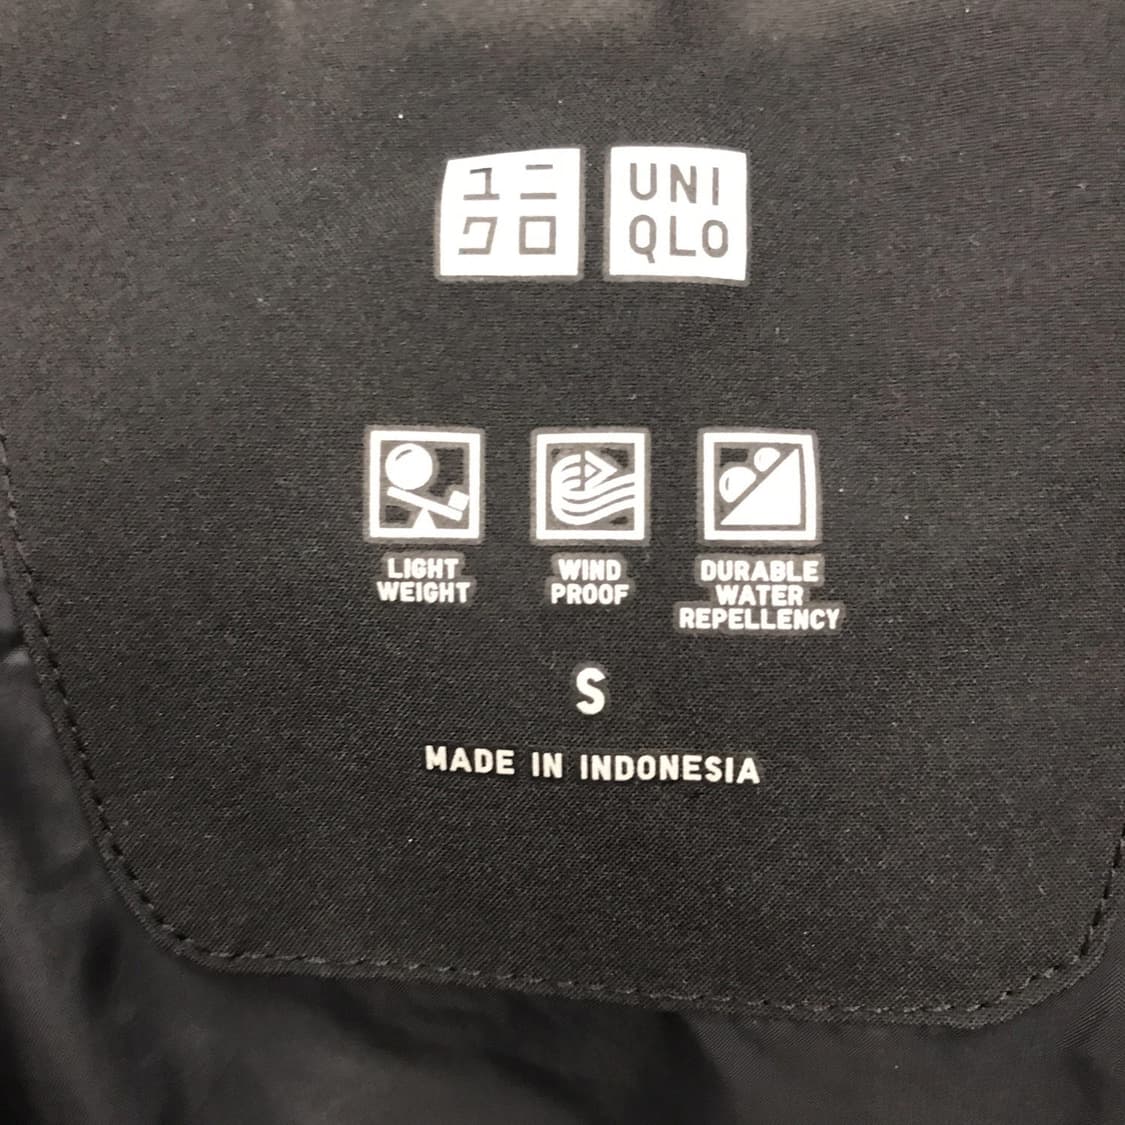 ユニ UNI
クロ QLO
LIGHT WIND DURABLE
WEIGHT PROOF WATER
REPELLENCY
S
MADE IN INDONESIA